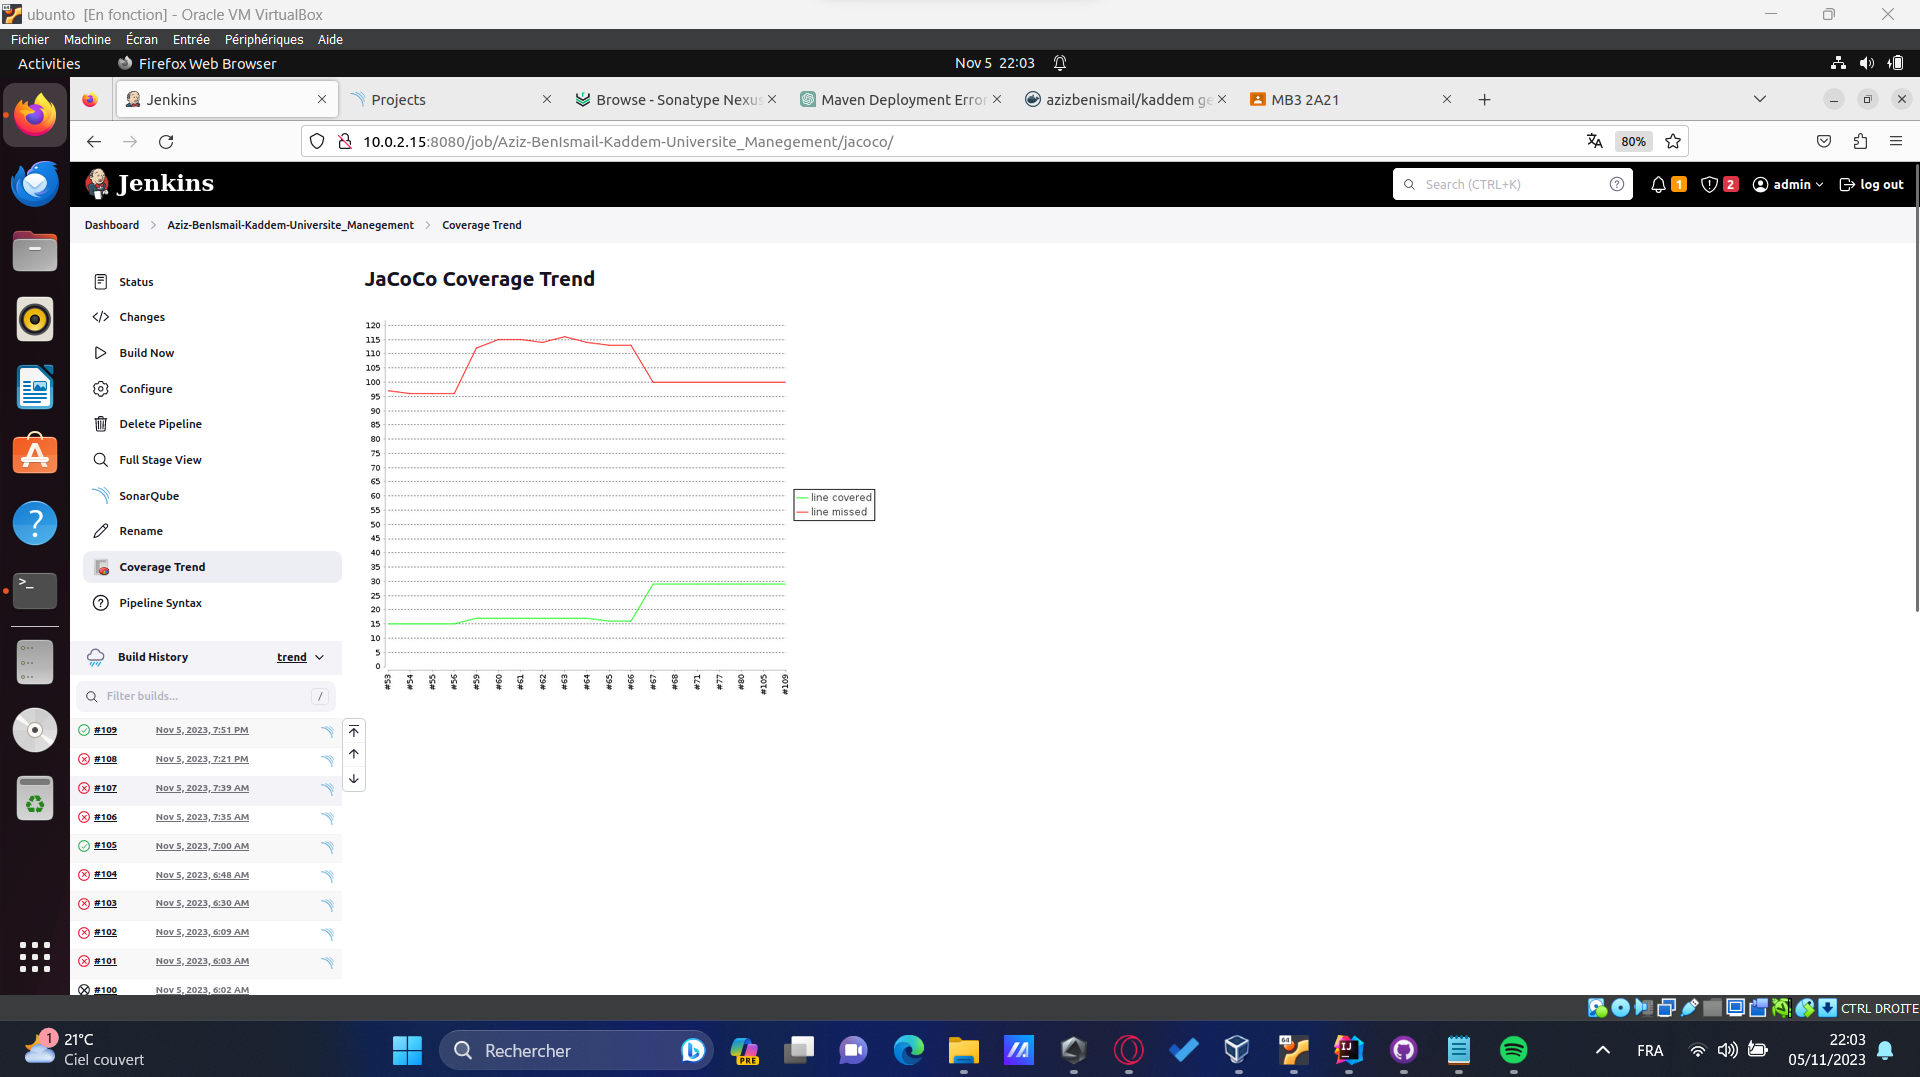 ubunto [En fonction] - Oracle VM VirtualBox
Fichier Machine Écran Entrée Périphériques Aide
Activities Firefox Web Browser Nov 5 22:03
Jenkins Projects Browse - Sonatype Nexus Maven Deployment Error azizbenismail/kaddem ge MB3 2A21
10.0.2.15:8080/job/Aziz-BenIsmail-Kaddem-Universite_Manegement/jacoco/ 80%
Jenkins Search (CTRL+K) 1 2 admin log out
Dashboard Aziz-BenIsmail-Kaddem-Universite_Manegement Coverage Trend
Status
Changes
Build Now
Configure
Delete Pipeline
Full Stage View
SonarQube
Rename
Coverage Trend
Pipeline Syntax
JaCoCo Coverage Trend
120
115
110
105
100
95
90
85
80
75
70
65
60
55
50
45
40
35
30
25
20
15
10
5
0
#53 #54 #55 #56 #59 #60 #61 #62 #63 #64 #65 #66 #67 #68 #71 #77 #80 #105 #109
line covered
line missed
Build History trend
Filter builds... /
#109 Nov 5, 2023, 7:51 PM
#108 Nov 5, 2023, 7:21 PM
#107 Nov 5, 2023, 7:39 AM
#106 Nov 5, 2023, 7:35 AM
#105 Nov 5, 2023, 7:00 AM
#104 Nov 5, 2023, 6:48 AM
#103 Nov 5, 2023, 6:30 AM
#102 Nov 5, 2023, 6:09 AM
#101 Nov 5, 2023, 6:03 AM
#100 Nov 5, 2023, 6:02 AM
CTRL DROITE
1 21°C
Ciel couvert
Rechercher
PRE
64
IJ
FRA
22:03
05/11/2023